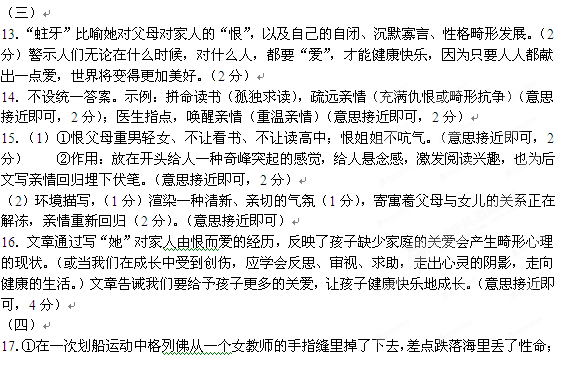 （三）
13. “蛀牙”比喻她对父母对家人的“恨”，以及自己的自闭、沉默寡言、性格畸形发展。（2
分）警示人们无论在什么时候，对什么人，都要“爱”，才能健康快乐，因为只要人人都献
出一点爱，世界将变得更加美好。（2 分）
14. 不设统一答案。示例：拼命读书（孤独求读），疏远亲情（充满仇恨或畸形抗争）（意思
接近即可，2 分）；医生指点，唤醒亲情（重温亲情）（意思接近即可，2 分）
15.（1）①恨父母重男轻女、不让看书、不让读高中；恨姐姐不吭气。（意思接近即可，2
分） ②作用：放在开头给人一种奇峰突起的感觉，给人悬念感，激发阅读兴趣，也为后
文写亲情回归埋下伏笔。（意思接近即可，2 分）
（2）环境描写，（1 分）渲染一种清新、亲切的气氛（1 分），寄寓着父母与女儿的关系正在
解冻，亲情重新回归（2 分）。（意思接近即可）
16. 文章通过写“她”对家人由恨而爱的经历，反映了孩子缺少家庭的关爱会产生畸形心理
的现状。（或当我们在成长中受到创伤，应学会反思、审视、求助，走出心灵的阴影，走向
健康的生活。）文章告诫我们要给予孩子更多的关爱，让孩子健康快乐地成长。（意思接近即
可，4 分）
（四）
17.①在一次划船运动中格列佛从一个女教师的手指缝里掉了下去，差点跌落海里丢了性命；